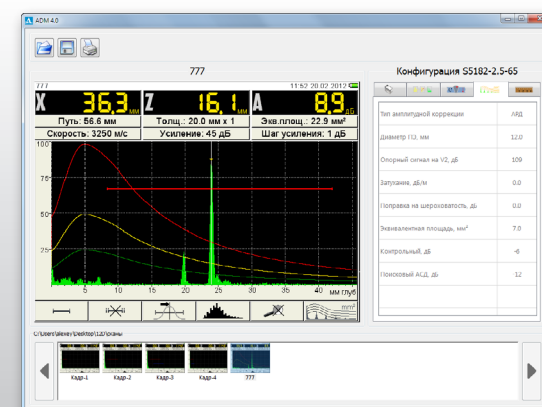 ADM 4.0
777
Конфигурация S5182-2.5-65
777
11:52 20.02.2012
X 36,3 мм Z 16,1 мм A 8,9 дБ
Путь: 56.6 мм Толщ.: 20.0 мм x 1 Экв.площ.: 22.9 мм²
Скорость: 3250 м/с Усиление: 45 дБ Шаг усиления: 1 дБ
100
75
50
25
5 10 15 20 25 30 35 40 мм глуб
мм²
Тип амплитудной коррекции АРД
Диаметр ПЭ, мм 12.0
Опорный сигнал на V2, дБ 109
Затухание, дБ/м 0.0
Поправка на шероховатость, дБ 0.0
Эквивалентная площадь, мм² 7.0
Контрольный, дБ -6
Поисковый АСД, дБ -12
Кадр-1 Кадр-2 Кадр-3 Кадр-4 777